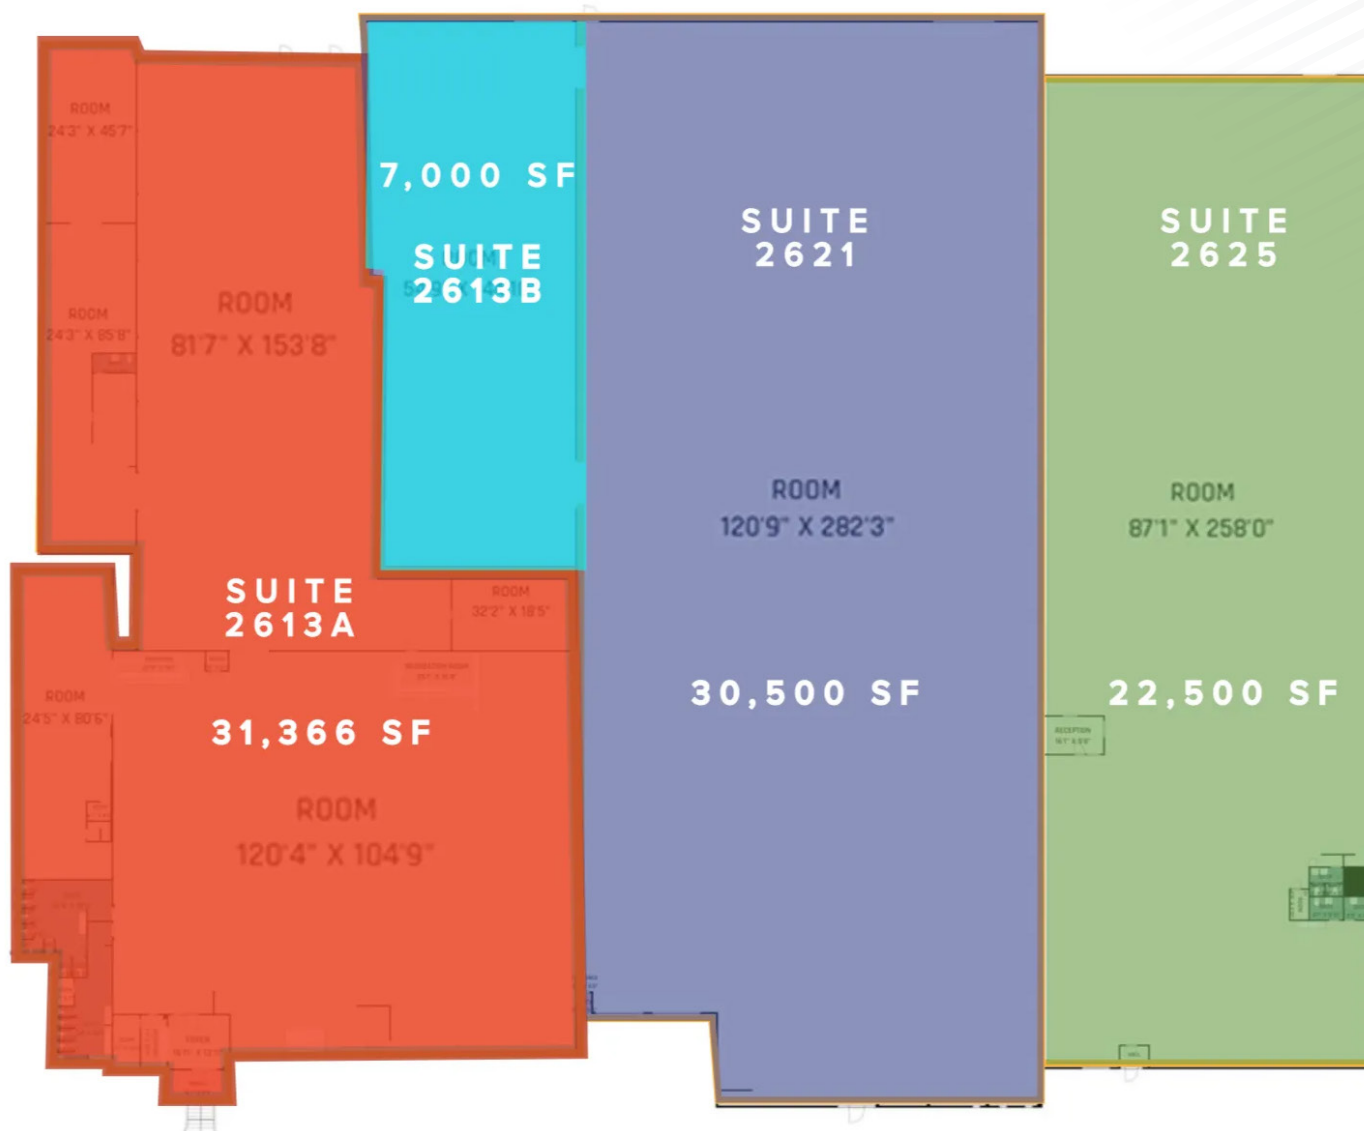 ROOM
24'3" X 45'7"
ROOM
24'3" X 85'8"
ROOM
81'7" X 153'8"
7,000 SF
SUITE
2613B
SUITE
2621
SUITE
2625
ROOM
120'9" X 282'3"
ROOM
87'1" X 258'0"
SUITE
2613A
ROOM
32'2" X 18'5"
ROOM
24'5" X 80'6"
31,366 SF
30,500 SF
22,500 SF
RECEPTION
ROOM
120'4" X 104'9"